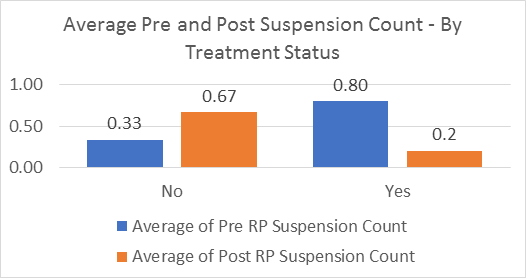 Average Pre and Post Suspension Count - By
Treatment Status
1.00
0.50
0.00
0.33
0.67
0.80
0.2
No
Yes
Average of Pre RP Suspension Count
Average of Post RP Suspension Count